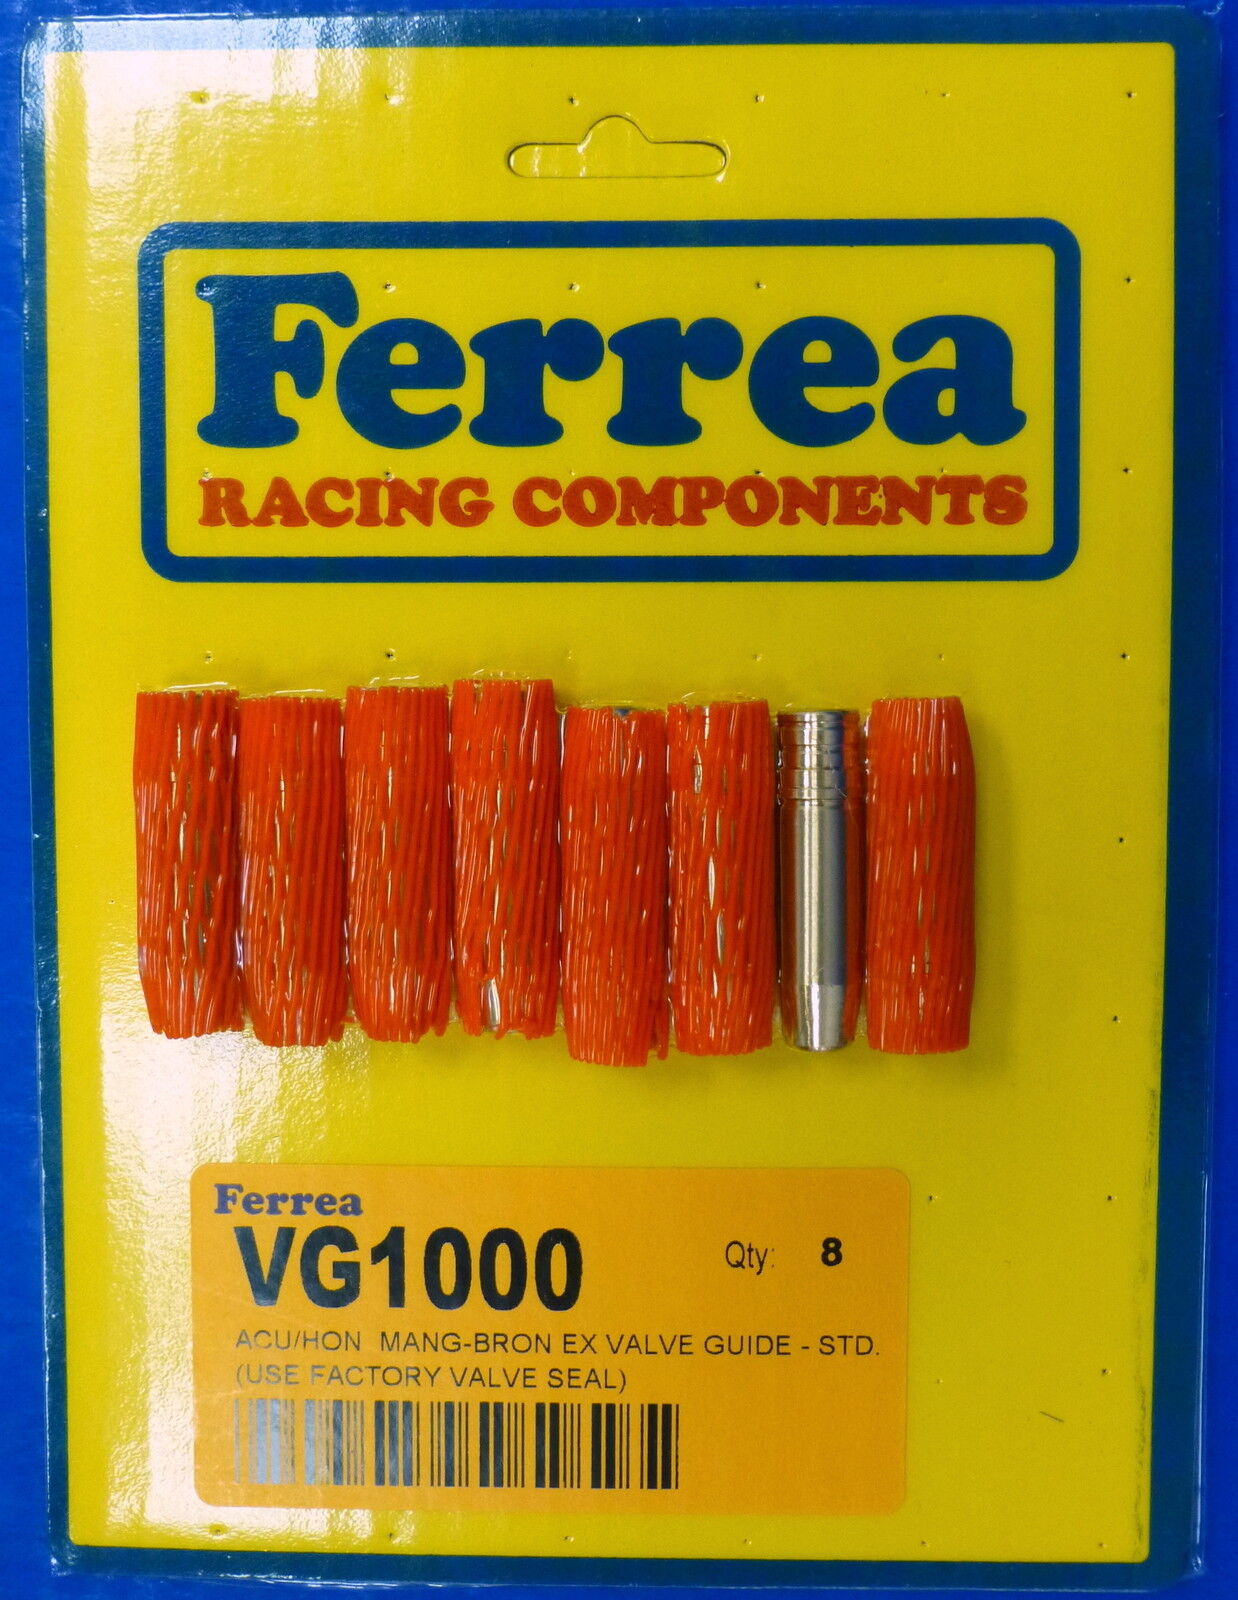 Ferrea
RACING COMPONENTS
Ferrea
VG1000 Qty: 8
ACU/HON MANG-BRON EX VALVE GUIDE - STD.
(USE FACTORY VALVE SEAL)